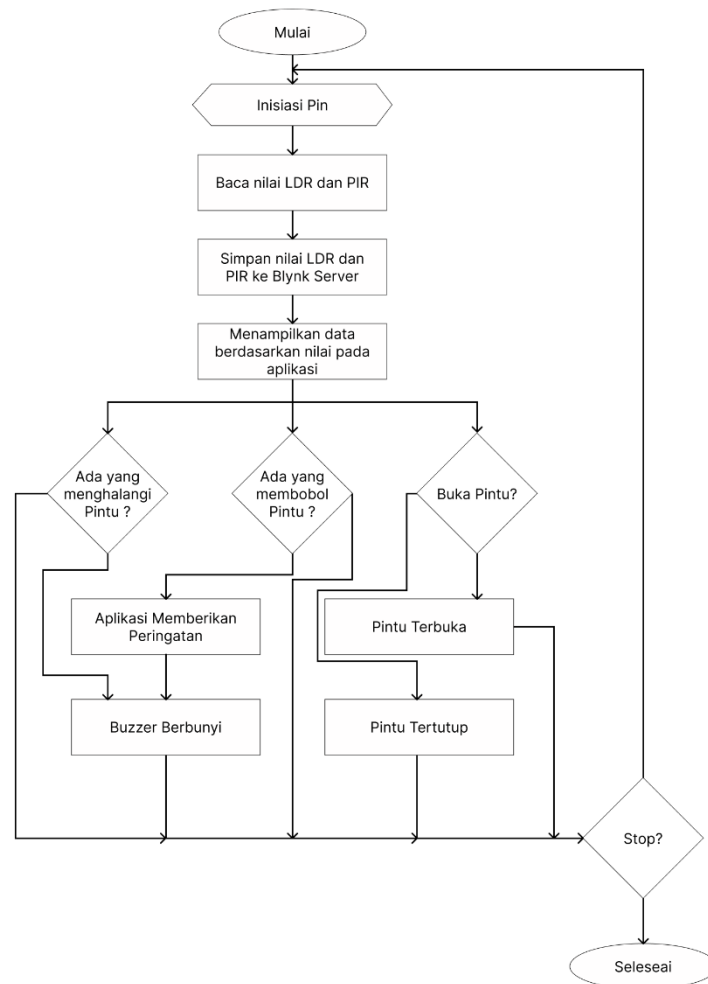 Mulai
Inisiasi Pin
Baca nilai LDR dan PIR
Simpan nilai LDR dan
PIR ke Blynk Server
Menampilkan data
berdasarkan nilai pada
aplikasi
Ada yang
menghalangi
Pintu ?
Ada yang
membobol
Pintu ?
Buka Pintu?
Aplikasi Memberikan
Peringatan
Pintu Terbuka
Buzzer Berbunyi
Pintu Tertutup
Stop?
Seleseai